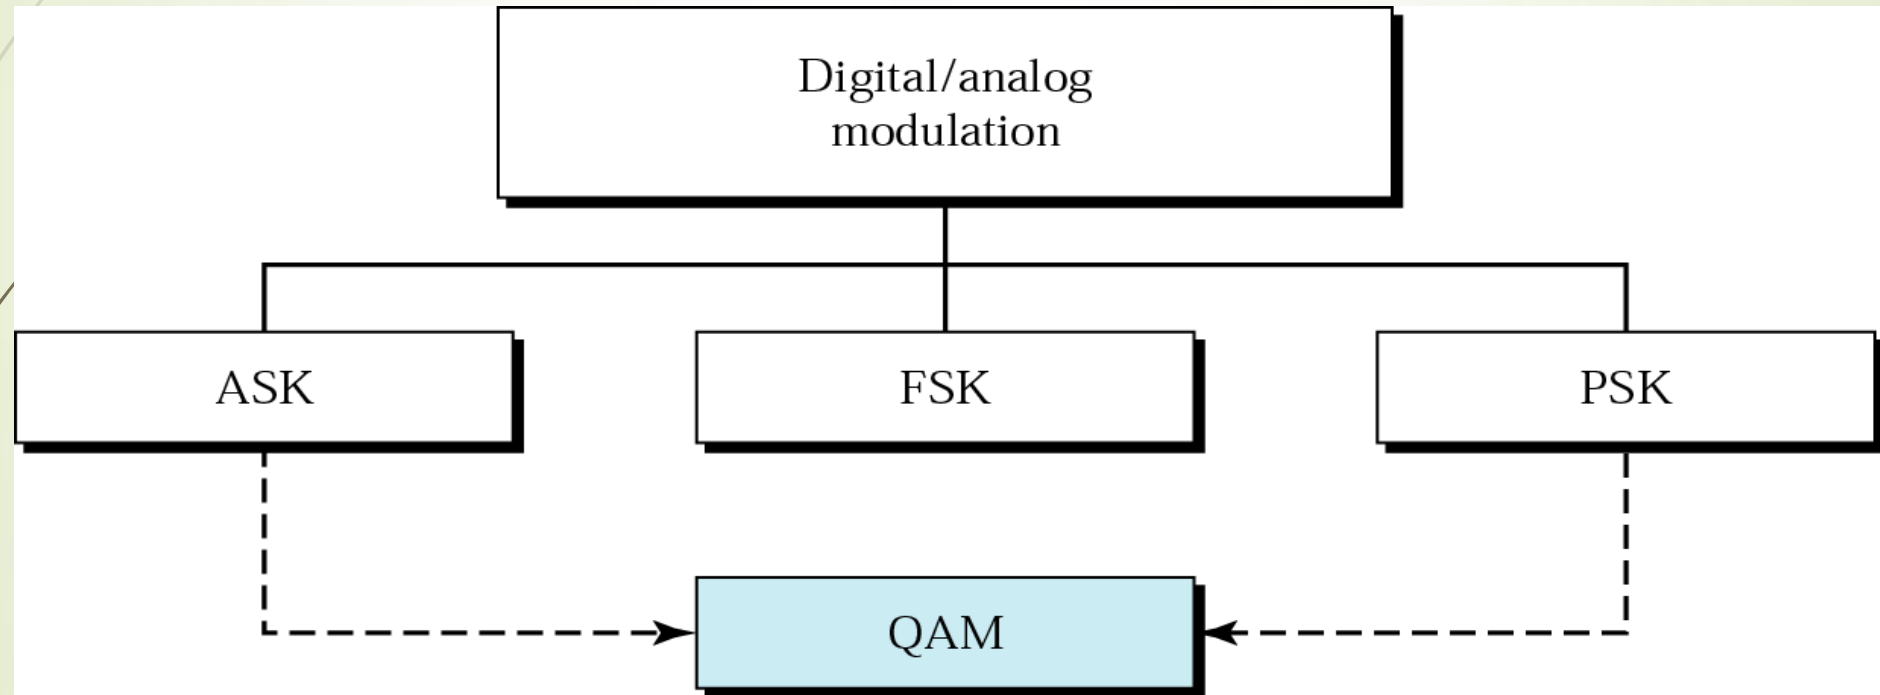 Digital/analog
modulation
ASK
FSK
PSK
QAM